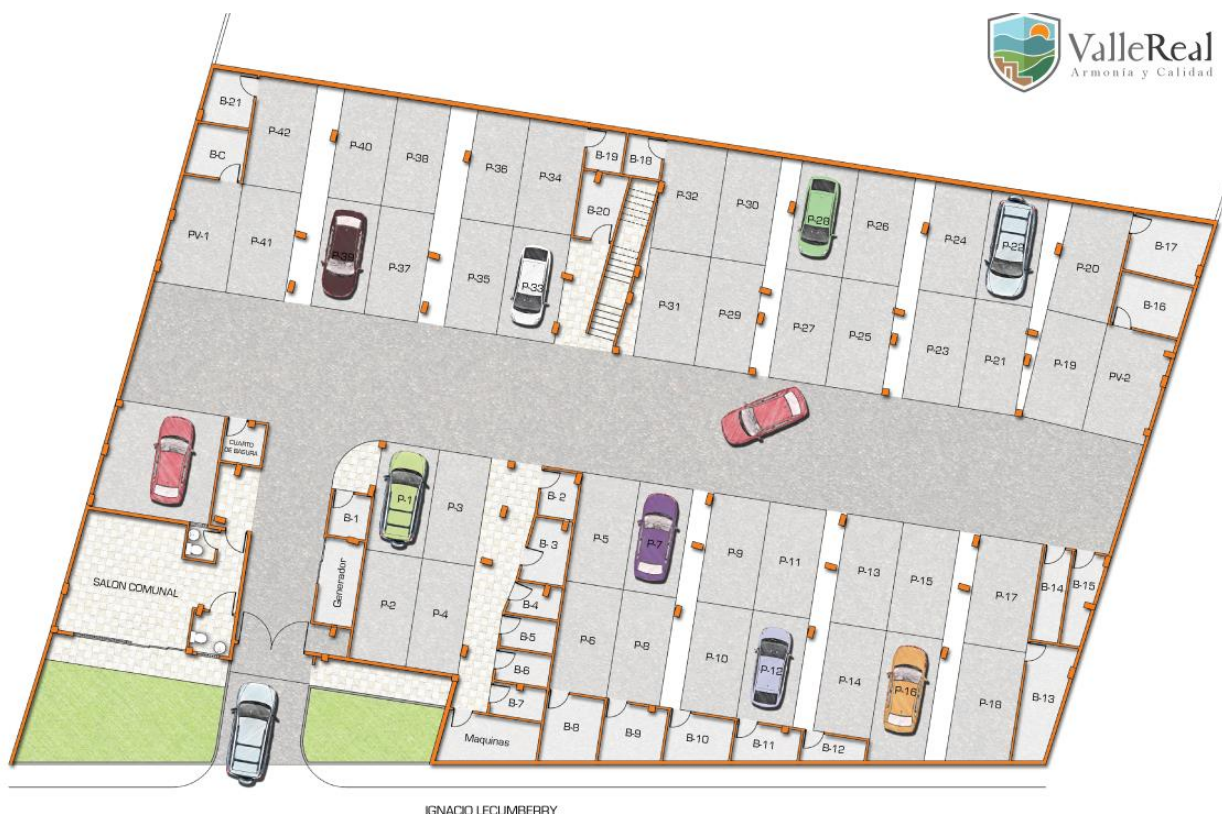 ValleReal
Armonía y Calidad
B-21
P-42
B-C
PV-1
P-41
P-40
P-38
P-39
P-37
P-36
P-34
P-35
P-33
B-19
B-18
B-20
P-32
P-30
P-31
P-29
P-28
P-26
P-27
P-25
P-24
P-22
P-23
P-21
P-20
P-19
PV-2
B-17
B-16
CUARTO
DE BASURA
SALON COMUNAL
B-1
Generador
P-1
P-3
P-2
P-4
B-2
B-3
B-4
B-5
B-6
B-7
Maquinas
P-5
P-7
P-6
P-8
P-9
P-11
P-10
P-12
P-13
P-15
P-14
P-16
P-17
P-18
B-14
B-15
B-13
B-8
B-9
B-10
B-11
B-12
IGNACIO LECUMBERRY